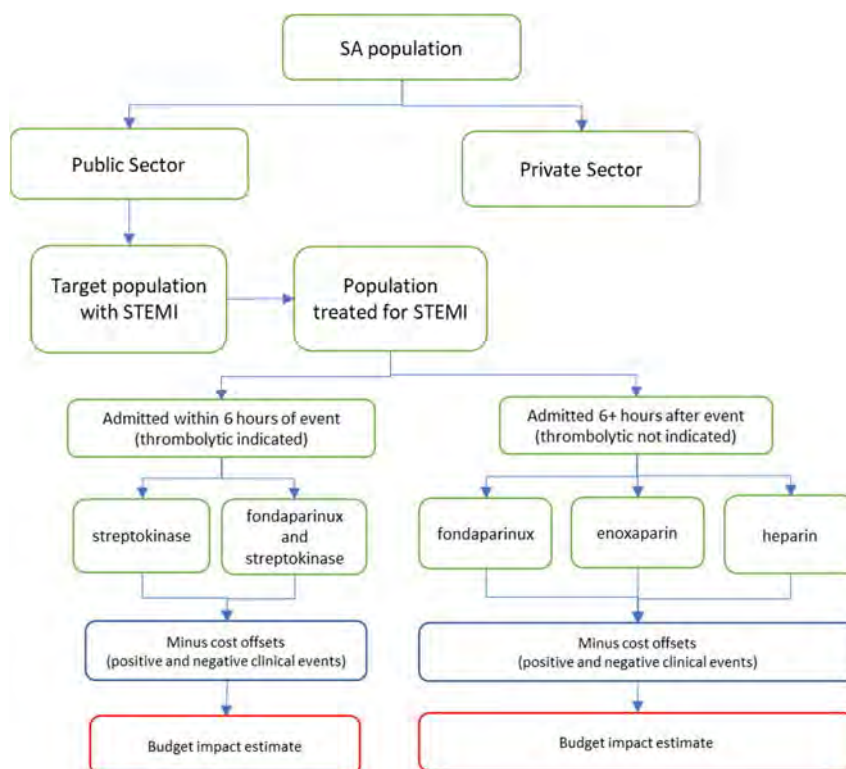 SA population
Public Sector
Private Sector
Target population
with STEMI
Population
treated for STEMI
Admitted within 6 hours of event
(thrombolytic indicated)
Admitted 6+ hours after event
(thrombolytic not indicated)
streptokinase
fondaparinux
and
streptokinase
fondaparinux
enoxaparin
heparin
Minus cost offsets
(positive and negative clinical events)
Minus cost offsets
(positive and negative clinical events)
Budget impact estimate
Budget impact estimate